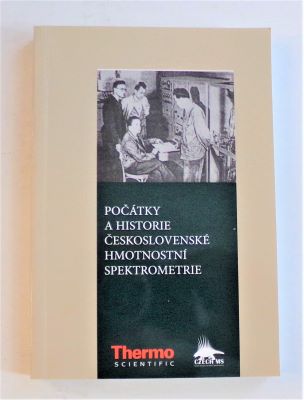 POČÁTKY
A HISTORIE
ČESKOSLOVENSKÉ
HMOTNOSTNÍ
SPEKTROMETRIE
Thermo
SCIENTIFIC
CZECH MS